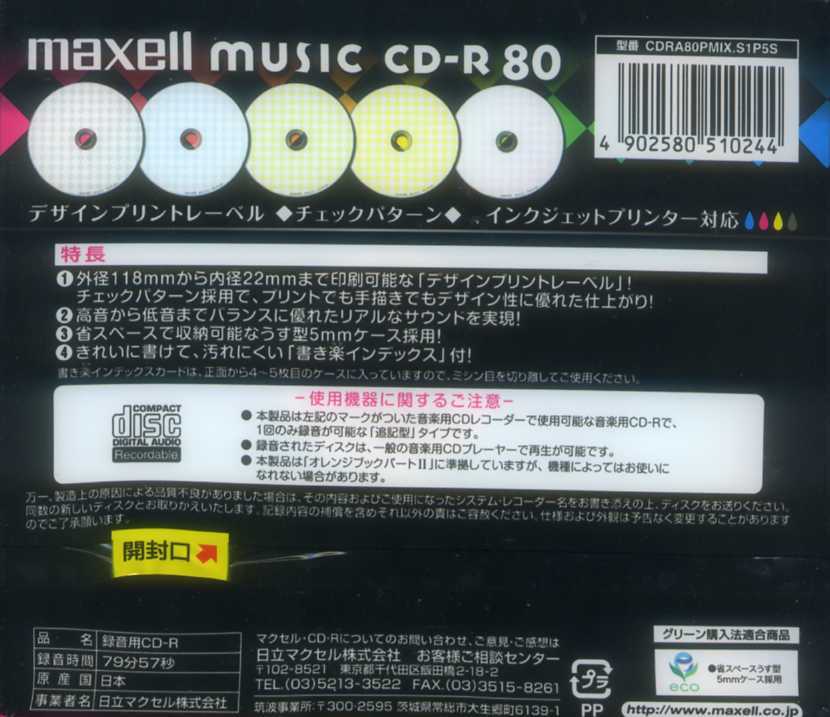 maxell MUSIC CD-R 80
型番 CDRA80PMIX.S1P5S
4 902580 510244
デザインプリントレーベル ◆チェックパターン◆ 、インクジェットプリンター対応
特長
❶外径118mmから内径22mmまで印刷可能な「デザインプリントレーベル」!
チェックパターン採用で、プリントでも手描きでもデザイン性に優れた仕上がり!
❷高音から低音までバランスに優れたリアルなサウンドを実現!
❸省スペースで収納可能なうす型5mmケース採用!
❹きれいに書けて、汚れにくい「書き楽インデックス」付!
書き楽インデックスカードは、正面から4〜5枚目のケースに入っていますので、ミシン目を切り離してご使用ください。
-使用機器に関するご注意-
COMPACT
disc
DIGITAL AUDIO
Recordable
●本製品は左記のマークがついた音楽用CDレコーダーで使用可能な音楽用CD-Rで、
1回のみ録音が可能な「追記型」タイプです。
●録音されたディスクは、一般の音楽用CDプレーヤーで再生が可能です。
●本製品は「オレンジブックパートⅡ」に準拠していますが、機種によってはお使いに
なれない場合があります。
万一、製造上の原因による品質不良がありました場合は、その内容およびご使用になったシステム・レコーダー名をお書き添えの上、ディスクをお送りください。
同数の新しいディスクとお取りかえいたします。記録内容の補償を含めそれ以外の責はご容赦ください。仕様および外観は予告なく変更することがあります
のでご了承願います。
開封口
品 名 録音用CD-R
録音時間 79分57秒
原産国 日本
事業者名 日立マクセル株式会社
マクセル・CD-Rについてのお問い合わせ、ご意見・ご感想は
日立マクセル株式会社 お客様ご相談センター
〒102-8521 東京都千代田区飯田橋2-18-2
TEL.(03)5213-3522 FAX.(03)3515-8261
筑波事業所:〒300-2595 茨城県常総市大生郷町6139-1
プラ
PP
グリーン購入法適合商品
eco
●省スペースうす型
5mmケース採用
http://www.maxell.co.jp